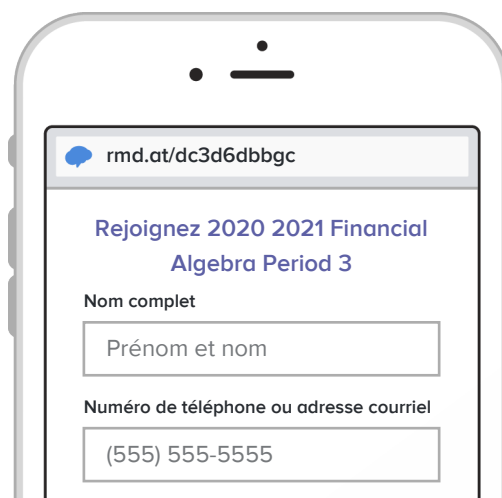 rmd.at/dc3d6dbbgc
Rejoignez 2020 2021 Financial
Algebra Period 3
Nom complet
Prénom et nom
Numéro de téléphone ou adresse courriel
(555) 555-5555